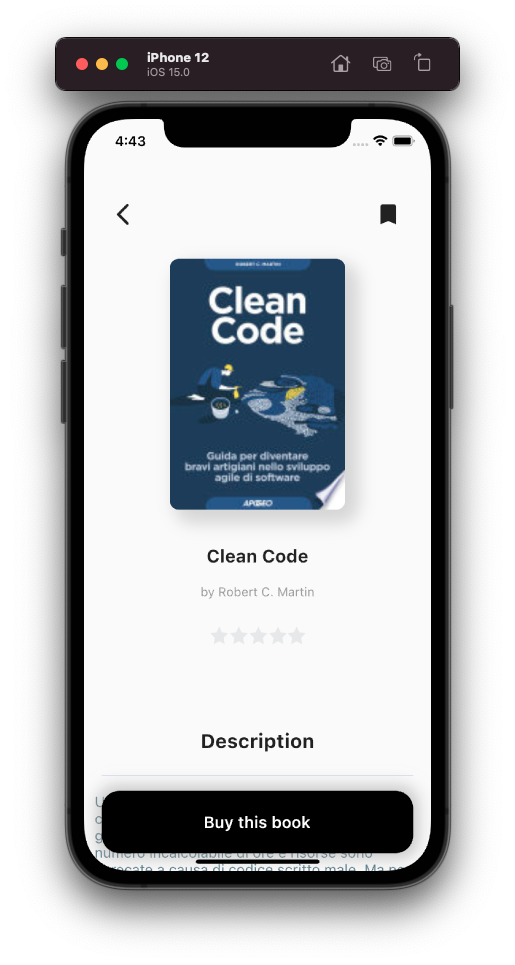 iPhone 12
iOS 15.0
4:43
ROBERT C. MARTIN
Clean
Code
Guida per diventare
bravi artigiani nello sviluppo
agile di software
APOGEO
Clean Code
by Robert C. Martin
Description
Buy this book
numero incalcolabile di ore e risorse sono
a causa di codice scritto male. Ma